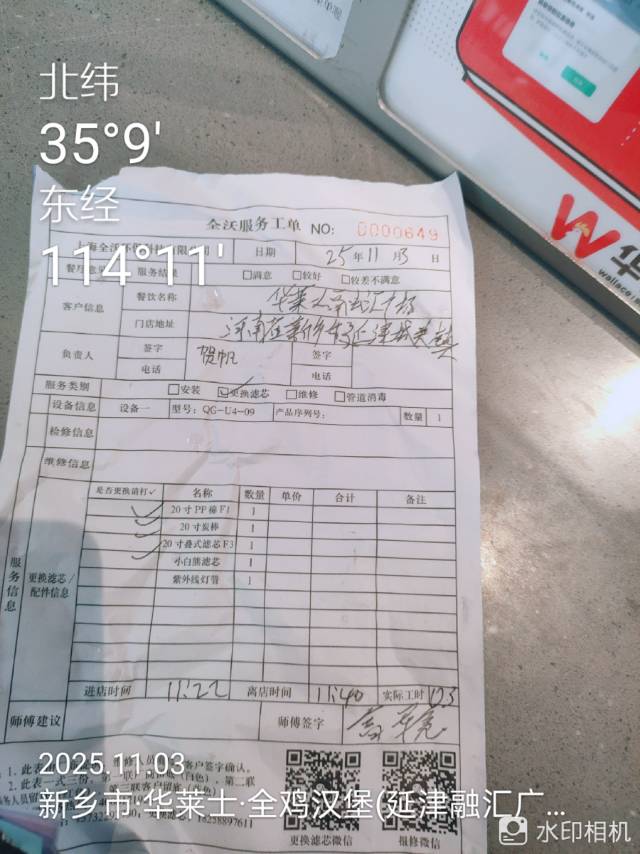 北纬
35°9'
东经
114°11'
W 华
wallace
全沃服务工单 NO: 0000649
日期 25年11月3日
服务结果 □满意 □较好 □较差不满意
客户信息 餐饮名称
门店地址
负责人 签字 贺帆 签字
电话 电话
服务类别 □安装 ☑更换滤芯 □维修 □管道消毒
设备信息 设备一 型号: QG-U4-09 产品序列号: 数量 1
检修信息
维修信息
服务信息 更换滤芯/配件信息
是否更换请打✓ 名称 数量 单价 合计 备注
✓ 20寸PP棉F1 1
✓ 20寸炭棒 1
✓ 20寸叠式滤芯F3 1
小白熊滤芯 1
紫外线灯管 1
进店时间 11:22 离店时间 11:40 实际工时
师傅建议 师傅签字
更换滤芯微信 报修微信
2025.11.03
新乡市·华莱士·全鸡汉堡(延津融汇广...
水印相机